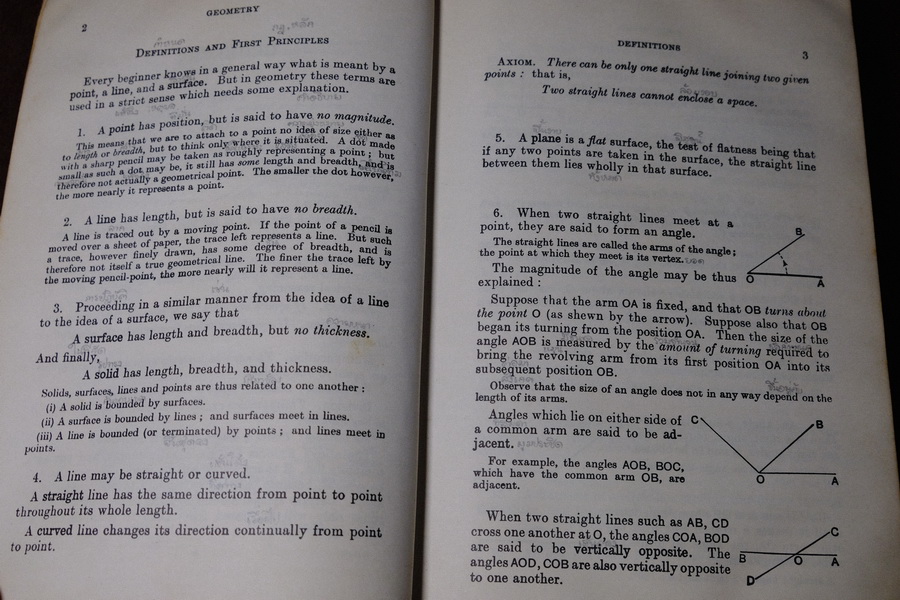 2
GEOMETRY
DEFINITIONS AND FIRST PRINCIPLES
Every beginner knows in a general way what is meant by a
point, a line, and a surface. But in geometry these terms are
used in a strict sense which needs some explanation.
1. A point has position, but is said to have no magnitude.
This means that we are to attach to a point no idea of size either as
to length or breadth, but to think only where it is situated. A dot made
with a sharp pencil may be taken as roughly representing a point; but
small as such a dot may be, it still has some length and breadth, and is
therefore not actually a geometrical point. The smaller the dot however,
the more nearly it represents a point.
2. A line has length, but is said to have no breadth.
A line is traced out by a moving point. If the point of a pencil is
moved over a sheet of paper, the trace left represents a line. But such
a trace, however finely drawn, has some degree of breadth, and is
therefore not itself a true geometrical line. The finer the trace left by
the moving pencil-point, the more nearly will it represent a line.
3. Proceeding in a similar manner from the idea of a line
to the idea of a surface, we say that
A surface has length and breadth, but no thickness.
And finally,
A solid has length, breadth, and thickness.
Solids, surfaces, lines and points are thus related to one another:
(i) A solid is bounded by surfaces.
(ii) A surface is bounded by lines; and surfaces meet in lines.
(iii) A line is bounded (or terminated) by points; and lines meet in
points.
4. A line may be straight or curved.
A straight line has the same direction from point to point
throughout its whole length.
A curved line changes its direction continually from point
to point.
DEFINITIONS
3
AXIOM. There can be only one straight line joining two given
points: that is,
Two straight lines cannot enclose a space.
5. A plane is a flat surface, the test of flatness being that
if any two points are taken in the surface, the straight line
between them lies wholly in that surface.
6. When two straight lines meet at a
point, they are said to form an angle.
The straight lines are called the arms of the angle;
the point at which they meet is its vertex.
The magnitude of the angle may be thus
explained:
B
O
A
Suppose that the arm OA is fixed, and that OB turns about
the point O (as shewn by the arrow). Suppose also that OB
began its turning from the position OA. Then the size of the
angle AOB is measured by the amount of turning required to
bring the revolving arm from its first position OA into its
subsequent position OB.
Observe that the size of an angle does not in any way depend on the
length of its arms.
Angles which lie on either side of
a common arm are said to be ad-
jacent.
For example, the angles AOB, BOC,
which have the common arm OB, are
adjacent.
C
B
O
A
When two straight lines such as AB, CD
cross one another at O, the angles COA, BOD
are said to be vertically opposite. The
angles AOD, COB are also vertically opposite
to one another.
C
B
O
A
D